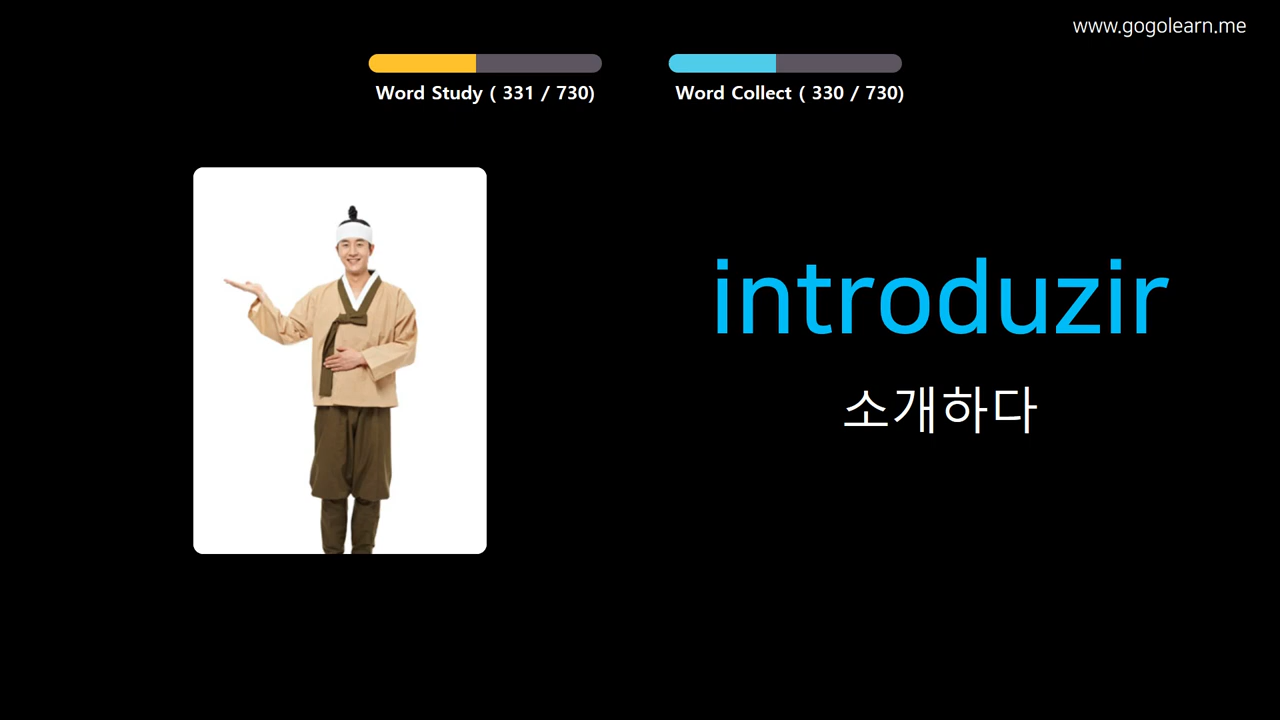 www.gogolearn.me
Word Study ( 331 / 730)
Word Collect ( 330 / 730)
introduzir
소개하다